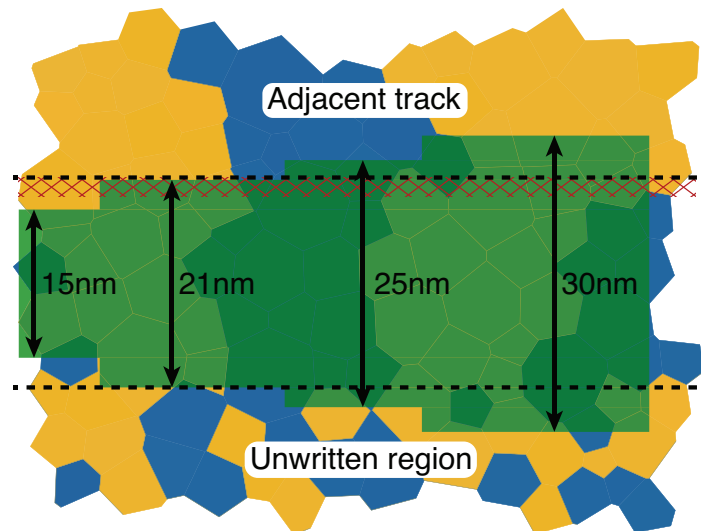 Adjacent track
15nm
21nm
25nm
30nm
Unwritten region